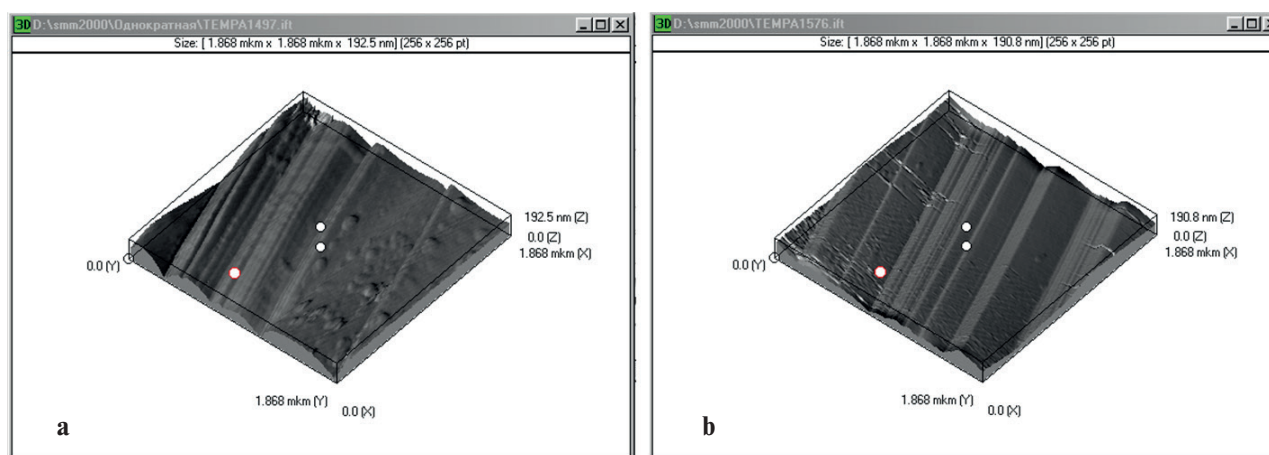 3D D:\smm2000\Однократная\TEMPA1497.ift
Size: [ 1.868 mkm x 1.868 mkm x 192.5 nm] (256 x 256 pt)
192.5 nm (Z)
0.0 (Z)
1.868 mkm (X)
0.0 (Y)
1.868 mkm (Y)
0.0 (X)
a
3D D:\smm2000\TEMPA1576.ift
Size: [ 1.868 mkm x 1.868 mkm x 190.8 nm] (256 x 256 pt)
190.8 nm (Z)
0.0 (Z)
1.868 mkm (X)
0.0 (Y)
1.868 mkm (Y)
0.0 (X)
b